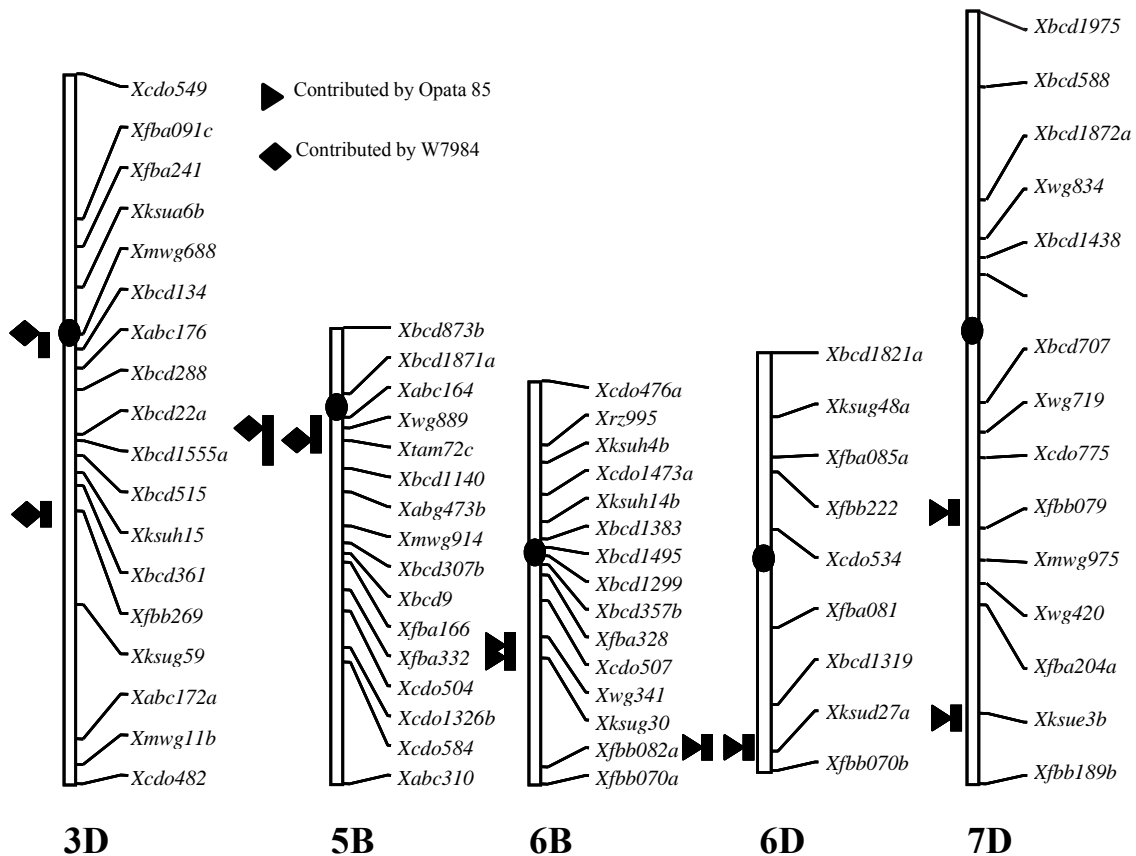 Contributed by Opata 85
Contributed by W7984
Xcdo549
Xfba091c
Xfba241
Xksua6b
Xmwg688
Xbcd134
Xabc176
Xbcd288
Xbcd22a
Xbcd1555a
Xbcd515
Xksuh15
Xbcd361
Xfbb269
Xksug59
Xabc172a
Xmwg11b
Xcdo482
3D
Xbcd873b
Xbcd1871a
Xabc164
Xwg889
Xtam72c
Xbcd1140
Xabg473b
Xmwg914
Xbcd307b
Xbcd9
Xfba166
Xfba332
Xcdo504
Xcdo1326b
Xcdo584
Xabc310
5B
Xcdo476a
Xrz995
Xksuh4b
Xcdo1473a
Xksuh14b
Xbcd1383
Xbcd1495
Xbcd1299
Xbcd357b
Xfba328
Xcdo507
Xwg341
Xksug30
Xfbb082a
Xfbb070a
6B
Xbcd1821a
Xksug48a
Xfba085a
Xfbb222
Xcdo534
Xfba081
Xbcd1319
Xksud27a
Xfbb070b
6D
Xbcd1975
Xbcd588
Xbcd1872a
Xwg834
Xbcd1438
Xbcd707
Xwg719
Xcdo775
Xfbb079
Xmwg975
Xwg420
Xfba204a
Xksue3b
Xfbb189b
7D